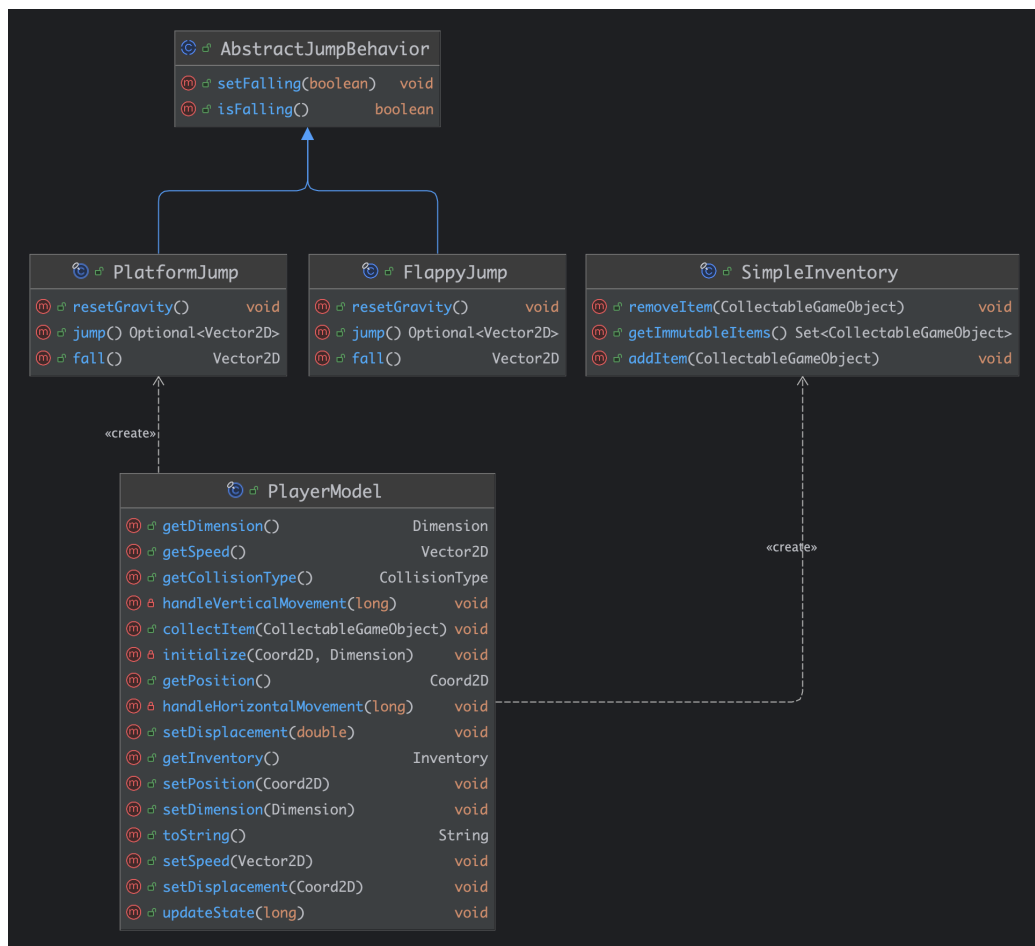 AbstractJumpBehavior
setFalling(boolean) void
isFalling() boolean
PlatformJump
resetGravity() void
jump() Optional<Vector2D>
fall() Vector2D
FlappyJump
resetGravity() void
jump() Optional<Vector2D>
fall() Vector2D
SimpleInventory
removeItem(CollectableGameObject) void
getImmutableItems() Set<CollectableGameObject>
addItem(CollectableGameObject) void
«create»
«create»
PlayerModel
getDimension() Dimension
getSpeed() Vector2D
getCollisionType() CollisionType
handleVerticalMovement(long) void
collectItem(CollectableGameObject) void
initialize(Coord2D, Dimension) void
getPosition() Coord2D
handleHorizontalMovement(long) void
setDisplacement(double) void
getInventory() Inventory
setPosition(Coord2D) void
setDimension(Dimension) void
toString() String
setSpeed(Vector2D) void
setDisplacement(Coord2D) void
updateState(long) void